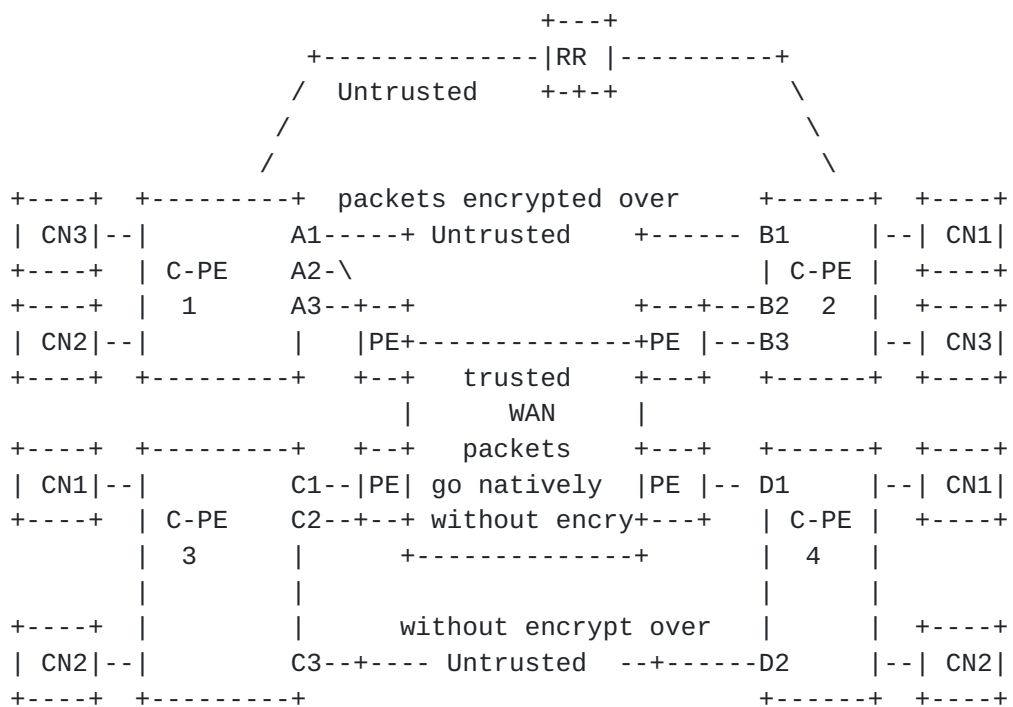 +---+
+--------------|RR |----------+
/ Untrusted +-+-+ \
/ \
/ \
+----+ +---------+ packets encrypted over +------+ +----+
| CN3|--| A1-----+ Untrusted +------ B1 |--| CN1|
+----+ | C-PE A2-\ | C-PE | +----+
+----+ | 1 A3--+--+ +---+---B2 2 | +----+
| CN2|--| | |PE+--------------+PE |---B3 |--| CN3|
+----+ +---------+ +--+ trusted +---+ +------+ +----+
| WAN |
+----+ +---------+ +--+ packets +---+ +------+ +----+
| CN1|--| C1--|PE| go natively |PE |-- D1 |--| CN1|
+----+ | C-PE C2--+--+ without encry+---+ | C-PE | +----+
| 3 | +--------------+ | 4 |
| | | |
+----+ | | without encrypt over | | +----+
| CN2|--| C3--+---- Untrusted --+------D2 |--| CN2|
+----+ +---------+ +------+ +----+